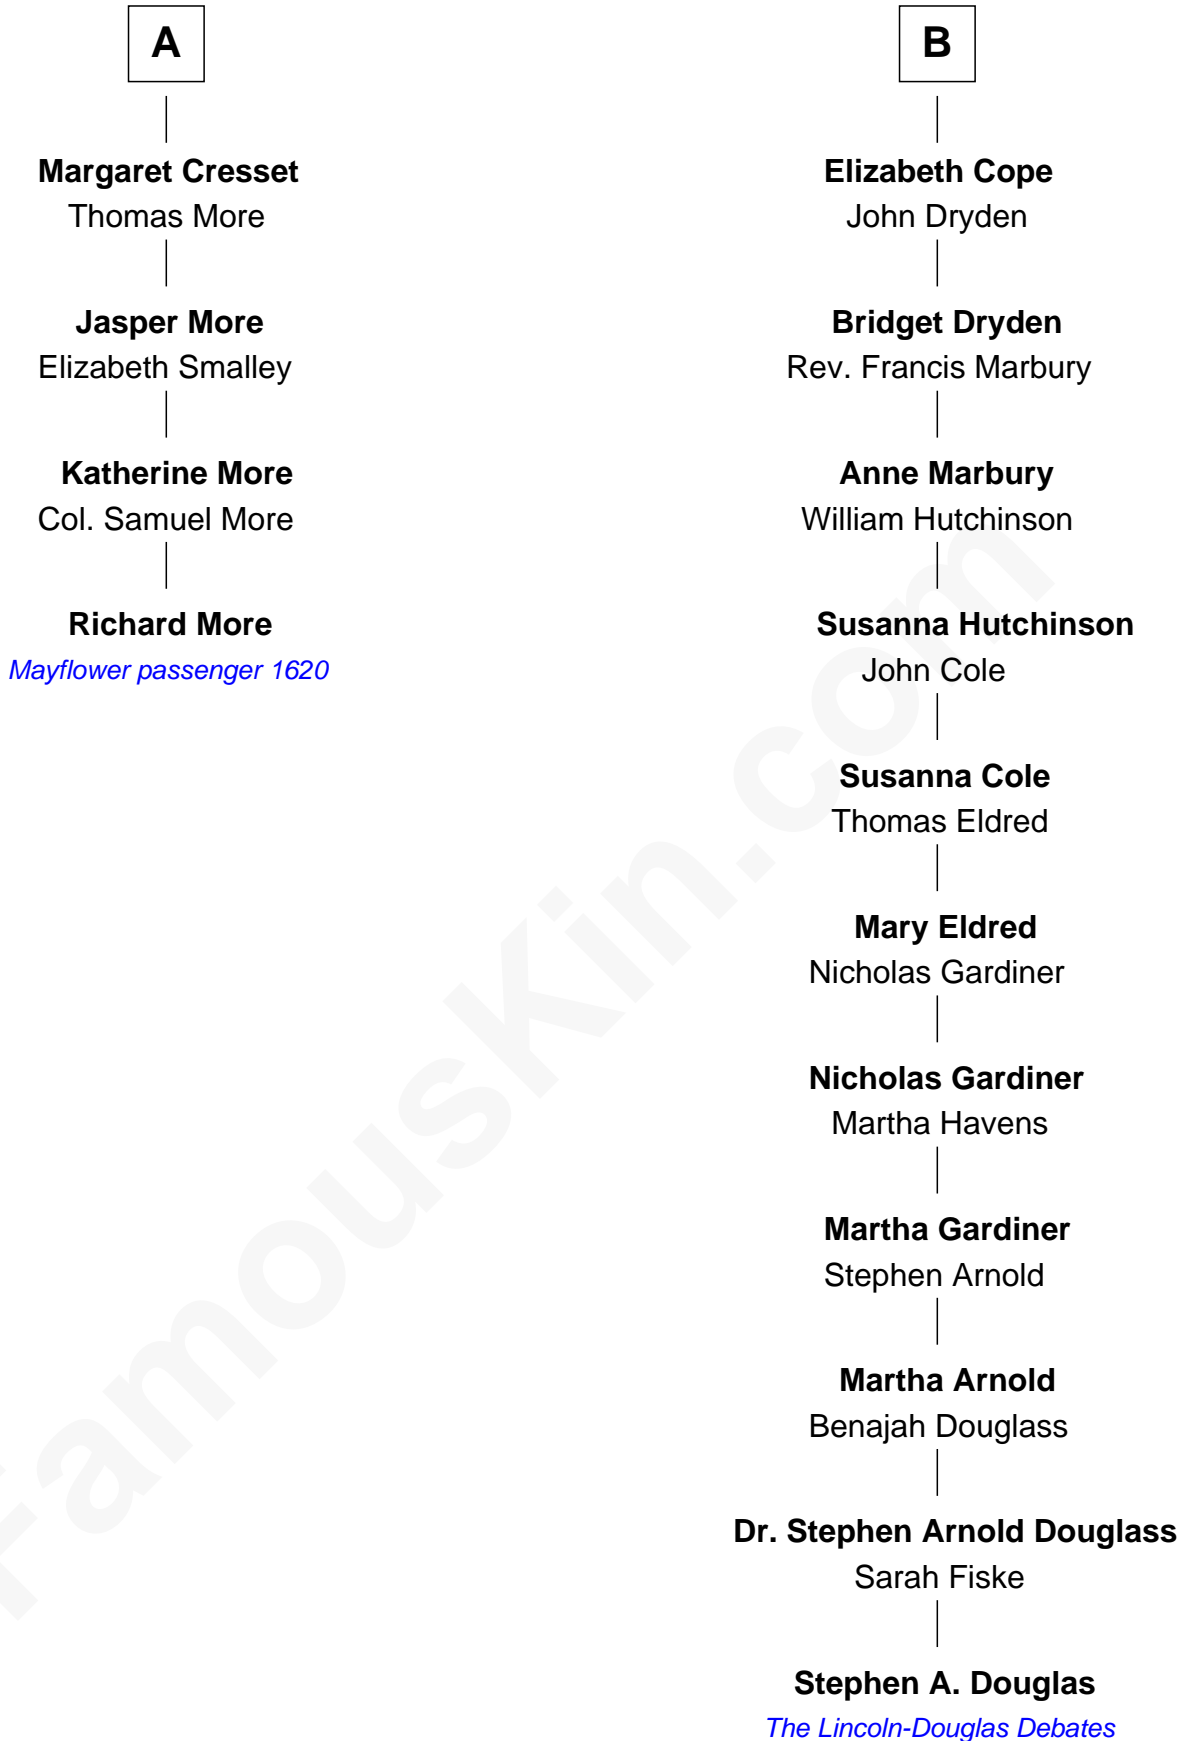 A
Margaret Cresset
Thomas More
Jasper More
Elizabeth Smalley
Katherine More
Col. Samuel More
Richard More
Mayflower passenger 1620
B
Elizabeth Cope
John Dryden
Bridget Dryden
Rev. Francis Marbury
Anne Marbury
William Hutchinson
Susanna Hutchinson
John Cole
Susanna Cole
Thomas Eldred
Mary Eldred
Nicholas Gardiner
Nicholas Gardiner
Martha Havens
Martha Gardiner
Stephen Arnold
Martha Arnold
Benajah Douglass
Dr. Stephen Arnold Douglass
Sarah Fiske
Stephen A. Douglas
The Lincoln-Douglas Debates
FamousKin.com